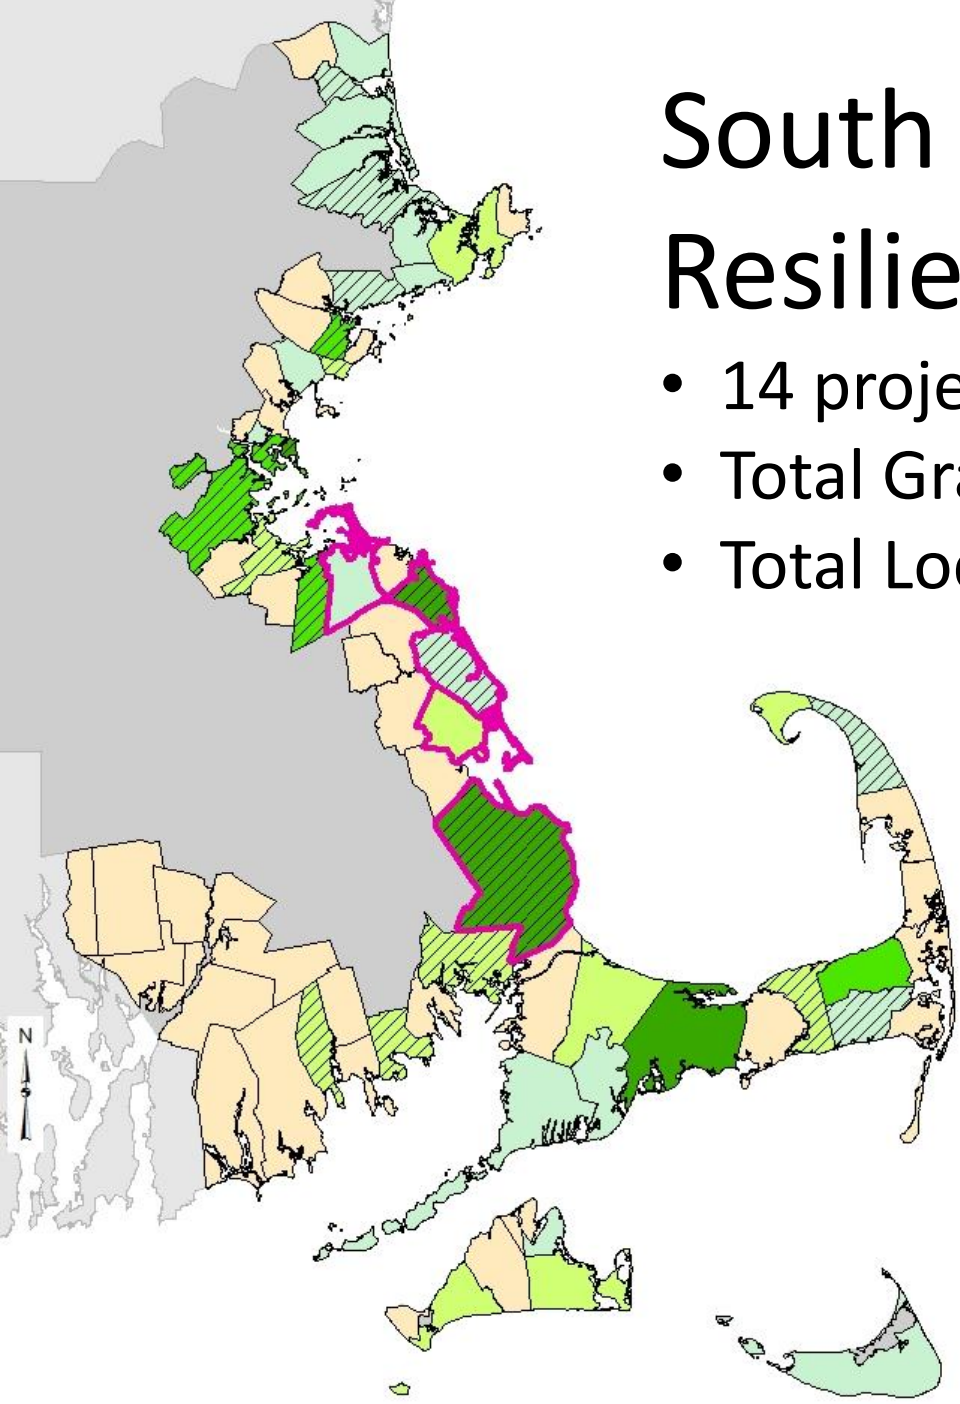 South
Resilie
• 14 proje
• Total Gra
• Total Loc
N